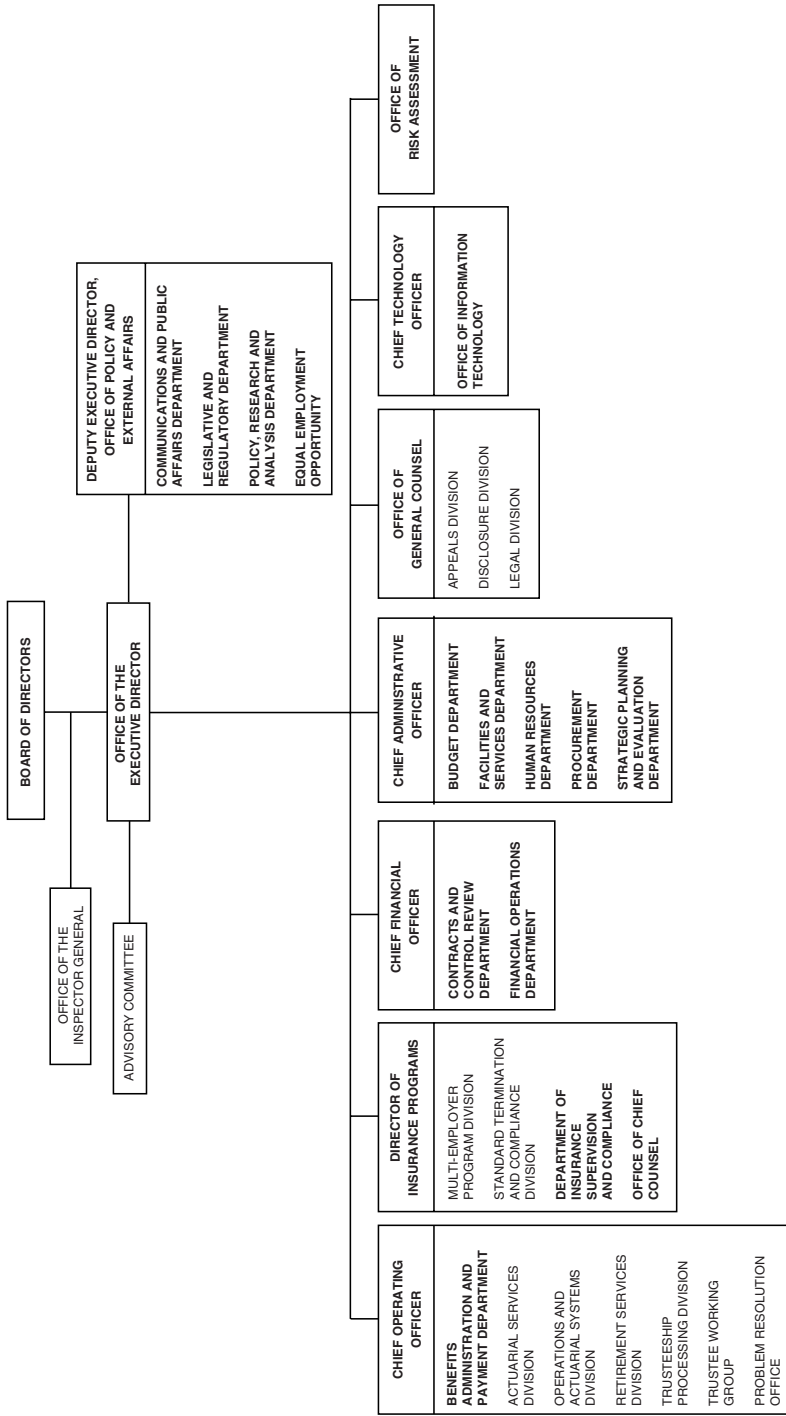 BOARD OF DIRECTORS
OFFICE OF THE
INSPECTOR GENERAL
OFFICE OF THE
EXECUTIVE DIRECTOR
ADVISORY COMMITTEE
DEPUTY EXECUTIVE DIRECTOR,
OFFICE OF POLICY AND
EXTERNAL AFFAIRS
COMMUNICATIONS AND PUBLIC
AFFAIRS DEPARTMENT
LEGISLATIVE AND
REGULATORY DEPARTMENT
POLICY, RESEARCH AND
ANALYSIS DEPARTMENT
EQUAL EMPLOYMENT
OPPORTUNITY
CHIEF OPERATING
OFFICER
BENEFITS
ADMINISTRATION AND
PAYMENT DEPARTMENT
ACTUARIAL SERVICES
DIVISION
OPERATIONS AND
ACTUARIAL SYSTEMS
DIVISION
RETIREMENT SERVICES
DIVISION
TRUSTEESHIP
PROCESSING DIVISION
TRUSTEE WORKING
GROUP
PROBLEM RESOLUTION
OFFICE
DIRECTOR OF
INSURANCE PROGRAMS
MULTI-EMPLOYER
PROGRAM DIVISION
STANDARD TERMINATION
AND COMPLIANCE
DIVISION
DEPARTMENT OF
INSURANCE
SUPERVISION
AND COMPLIANCE
OFFICE OF CHIEF
COUNSEL
CHIEF FINANCIAL
OFFICER
CONTRACTS AND
CONTROL REVIEW
DEPARTMENT
FINANCIAL OPERATIONS
DEPARTMENT
CHIEF ADMINISTRATIVE
OFFICER
BUDGET DEPARTMENT
FACILITIES AND
SERVICES DEPARTMENT
HUMAN RESOURCES
DEPARTMENT
PROCUREMENT
DEPARTMENT
STRATEGIC PLANNING
AND EVALUATION
DEPARTMENT
OFFICE OF
GENERAL COUNSEL
APPEALS DIVISION
DISCLOSURE DIVISION
LEGAL DIVISION
CHIEF TECHNOLOGY
OFFICER
OFFICE OF INFORMATION
TECHNOLOGY
OFFICE OF
RISK ASSESSMENT